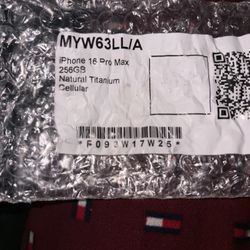 MYW63LL/A
iPhone 16 Pro Max
256GB
Natural Titanium
Cellular
*F093W17W25*